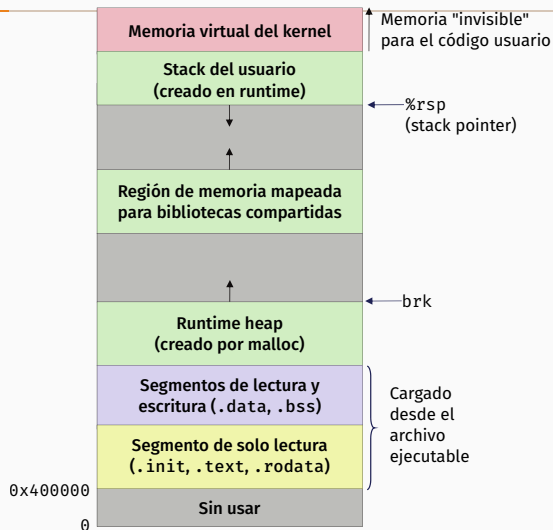 Memoria virtual del kernel
Memoria "invisible"
para el código usuario
Stack del usuario
(creado en runtime)
%rsp
(stack pointer)
Región de memoria mapeada
para bibliotecas compartidas
brk
Runtime heap
(creado por malloc)
Segmentos de lectura y
escritura (.data, .bss)
Cargado
desde el
archivo
ejecutable
Segmento de solo lectura
(.init, .text, .rodata)
0x400000
Sin usar
0